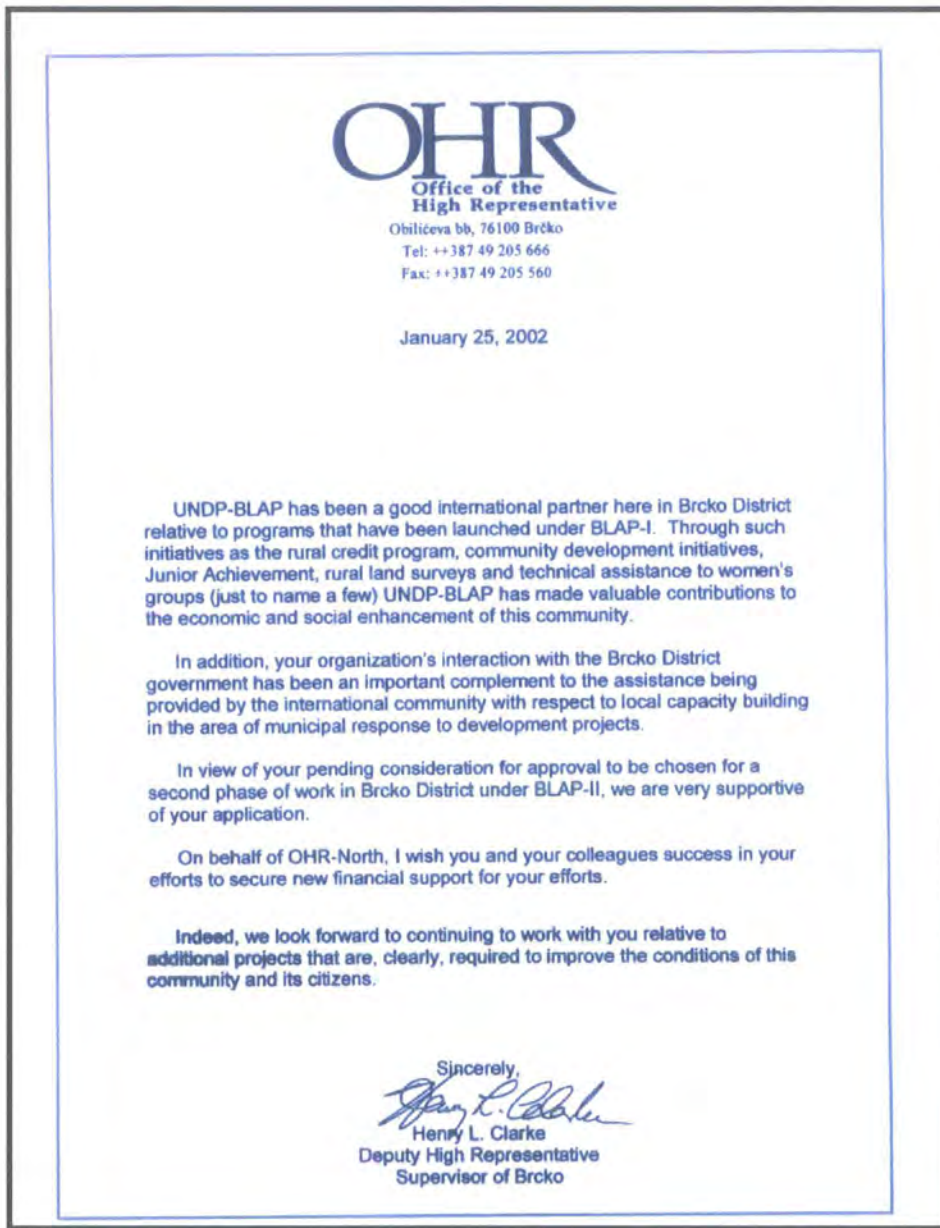 OHR
Office of the
High Representative
Obilićeva bb, 76100 Brčko
Tel: ++387 49 205 666
Fax: ++387 49 205 560
January 25, 2002
UNDP-BLAP has been a good international partner here in Brcko District
relative to programs that have been launched under BLAP-I. Through such
initiatives as the rural credit program, community development initiatives,
Junior Achievement, rural land surveys and technical assistance to women's
groups (just to name a few) UNDP-BLAP has made valuable contributions to
the economic and social enhancement of this community.
In addition, your organization's interaction with the Brcko District
government has been an important complement to the assistance being
provided by the international community with respect to local capacity building
in the area of municipal response to development projects.
In view of your pending consideration for approval to be chosen for a
second phase of work in Brcko District under BLAP-II, we are very supportive
of your application.
On behalf of OHR-North, I wish you and your colleagues success in your
efforts to secure new financial support for your efforts.
Indeed, we look forward to continuing to work with you relative to
additional projects that are, clearly, required to improve the conditions of this
community and its citizens.
Sincerely,
Henry L. Clarke
Henry L. Clarke
Deputy High Representative
Supervisor of Brcko